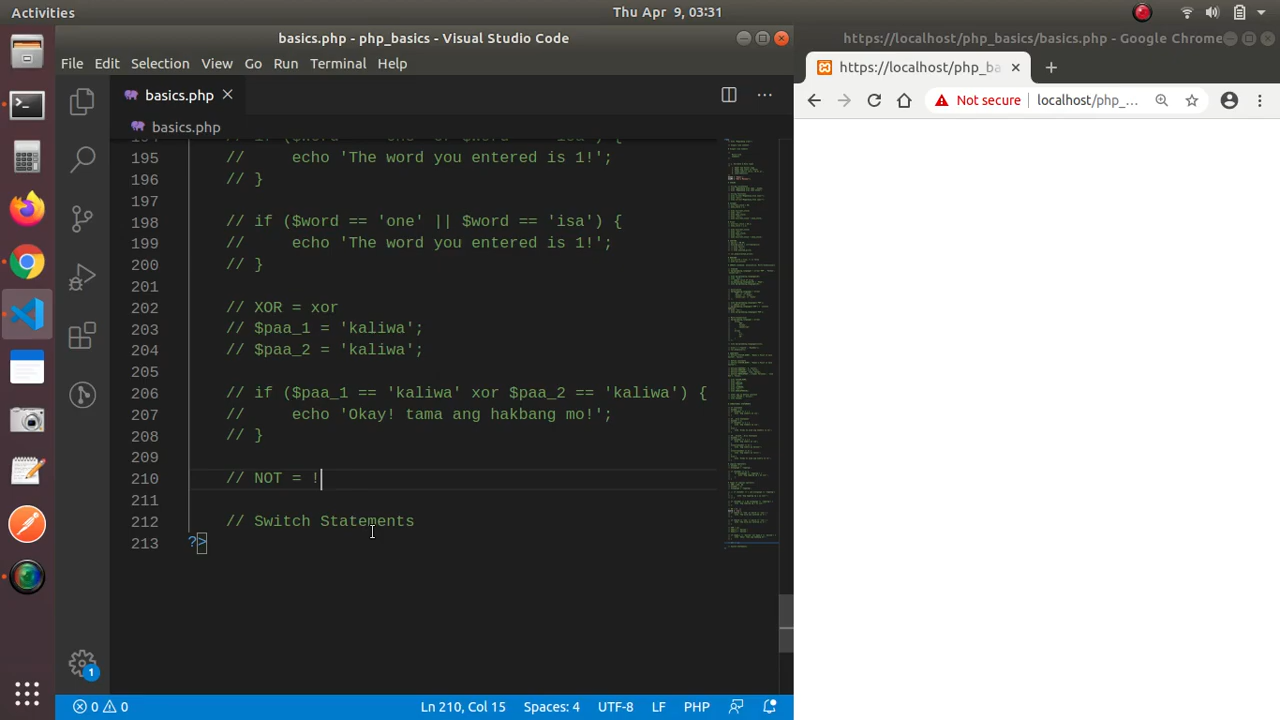 Activities
Thu Apr 9, 03:31
basics.php - php_basics - Visual Studio Code
https://localhost/php_basics/basics.php - Google Chrome
File Edit Selection View Go Run Terminal Help
https://localhost/php_ba
basics.php
Not secure
localhost/php_...
basics.php
195 // echo 'The word you entered is 1!';
196 // }
197
198 // if ($word == 'one' || $word == 'isa') {
199 // echo 'The word you entered is 1!';
200 // }
201
202 // XOR = xor
203 // $paa_1 = 'kaliwa';
204 // $paa_2 = 'kaliwa';
205
206 // if ($paa_1 == 'kaliwa' xor $paa_2 == 'kaliwa') {
207 // echo 'Okay! tama ang hakbang mo!';
208 // }
209
210 // NOT = !
211
212 // Switch Statements
213 ?>
1
0 0
Ln 210, Col 15
Spaces: 4
UTF-8
LF
PHP